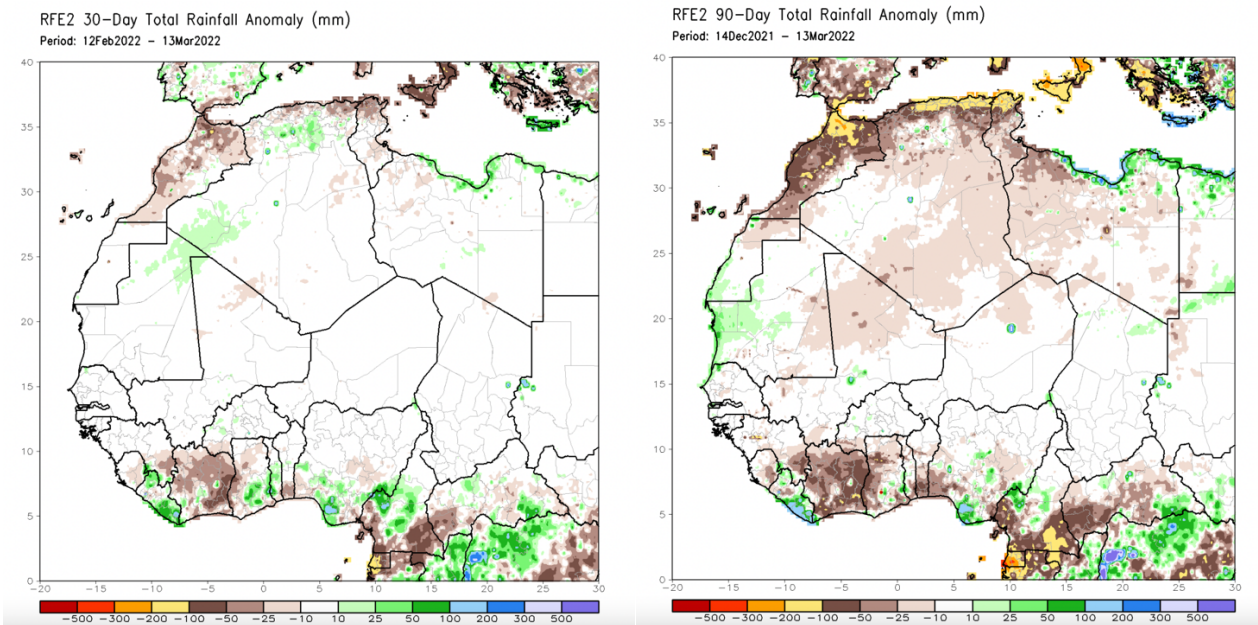 RFE2 30-Day Total Rainfall Anomaly (mm)
Period: 12Feb2022 - 13Mar2022
40
35
30
25
20
15
10
5
0
-20 -15 -10 -5 0 5 10 15 20 25 30
-500 -300 -200 -100 -50 -25 -10 10 25 50 100 200 300 500
RFE2 90-Day Total Rainfall Anomaly (mm)
Period: 14Dec2021 - 13Mar2022
40
35
30
25
20
15
10
5
0
-20 -15 -10 -5 0 5 10 15 20 25 30
-500 -300 -200 -100 -50 -25 -10 10 25 50 100 200 300 500